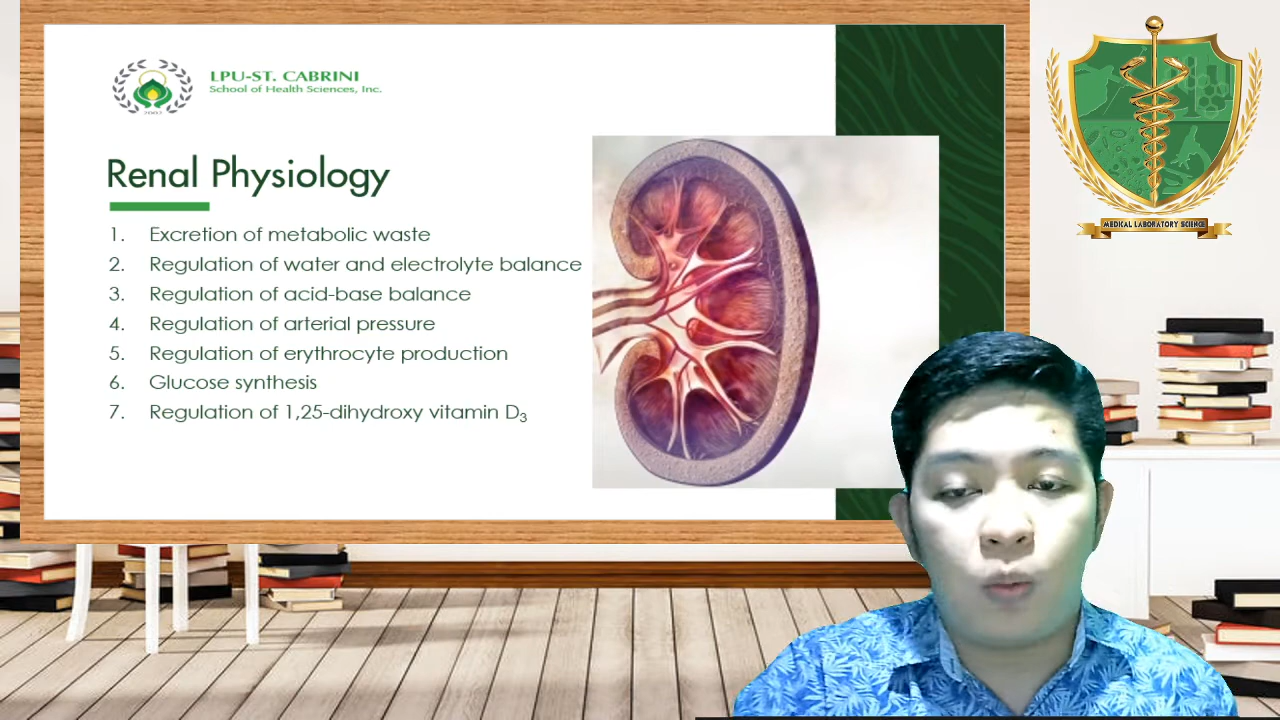 LPU-ST. CABRINI
School of Health Sciences, Inc.
2002
Renal Physiology
1. Excretion of metabolic waste
2. Regulation of water and electrolyte balance
3. Regulation of acid-base balance
4. Regulation of arterial pressure
5. Regulation of erythrocyte production
6. Glucose synthesis
7. Regulation of 1,25-dihydroxy vitamin D₃
MEDICAL LABORATORY SCIENCE